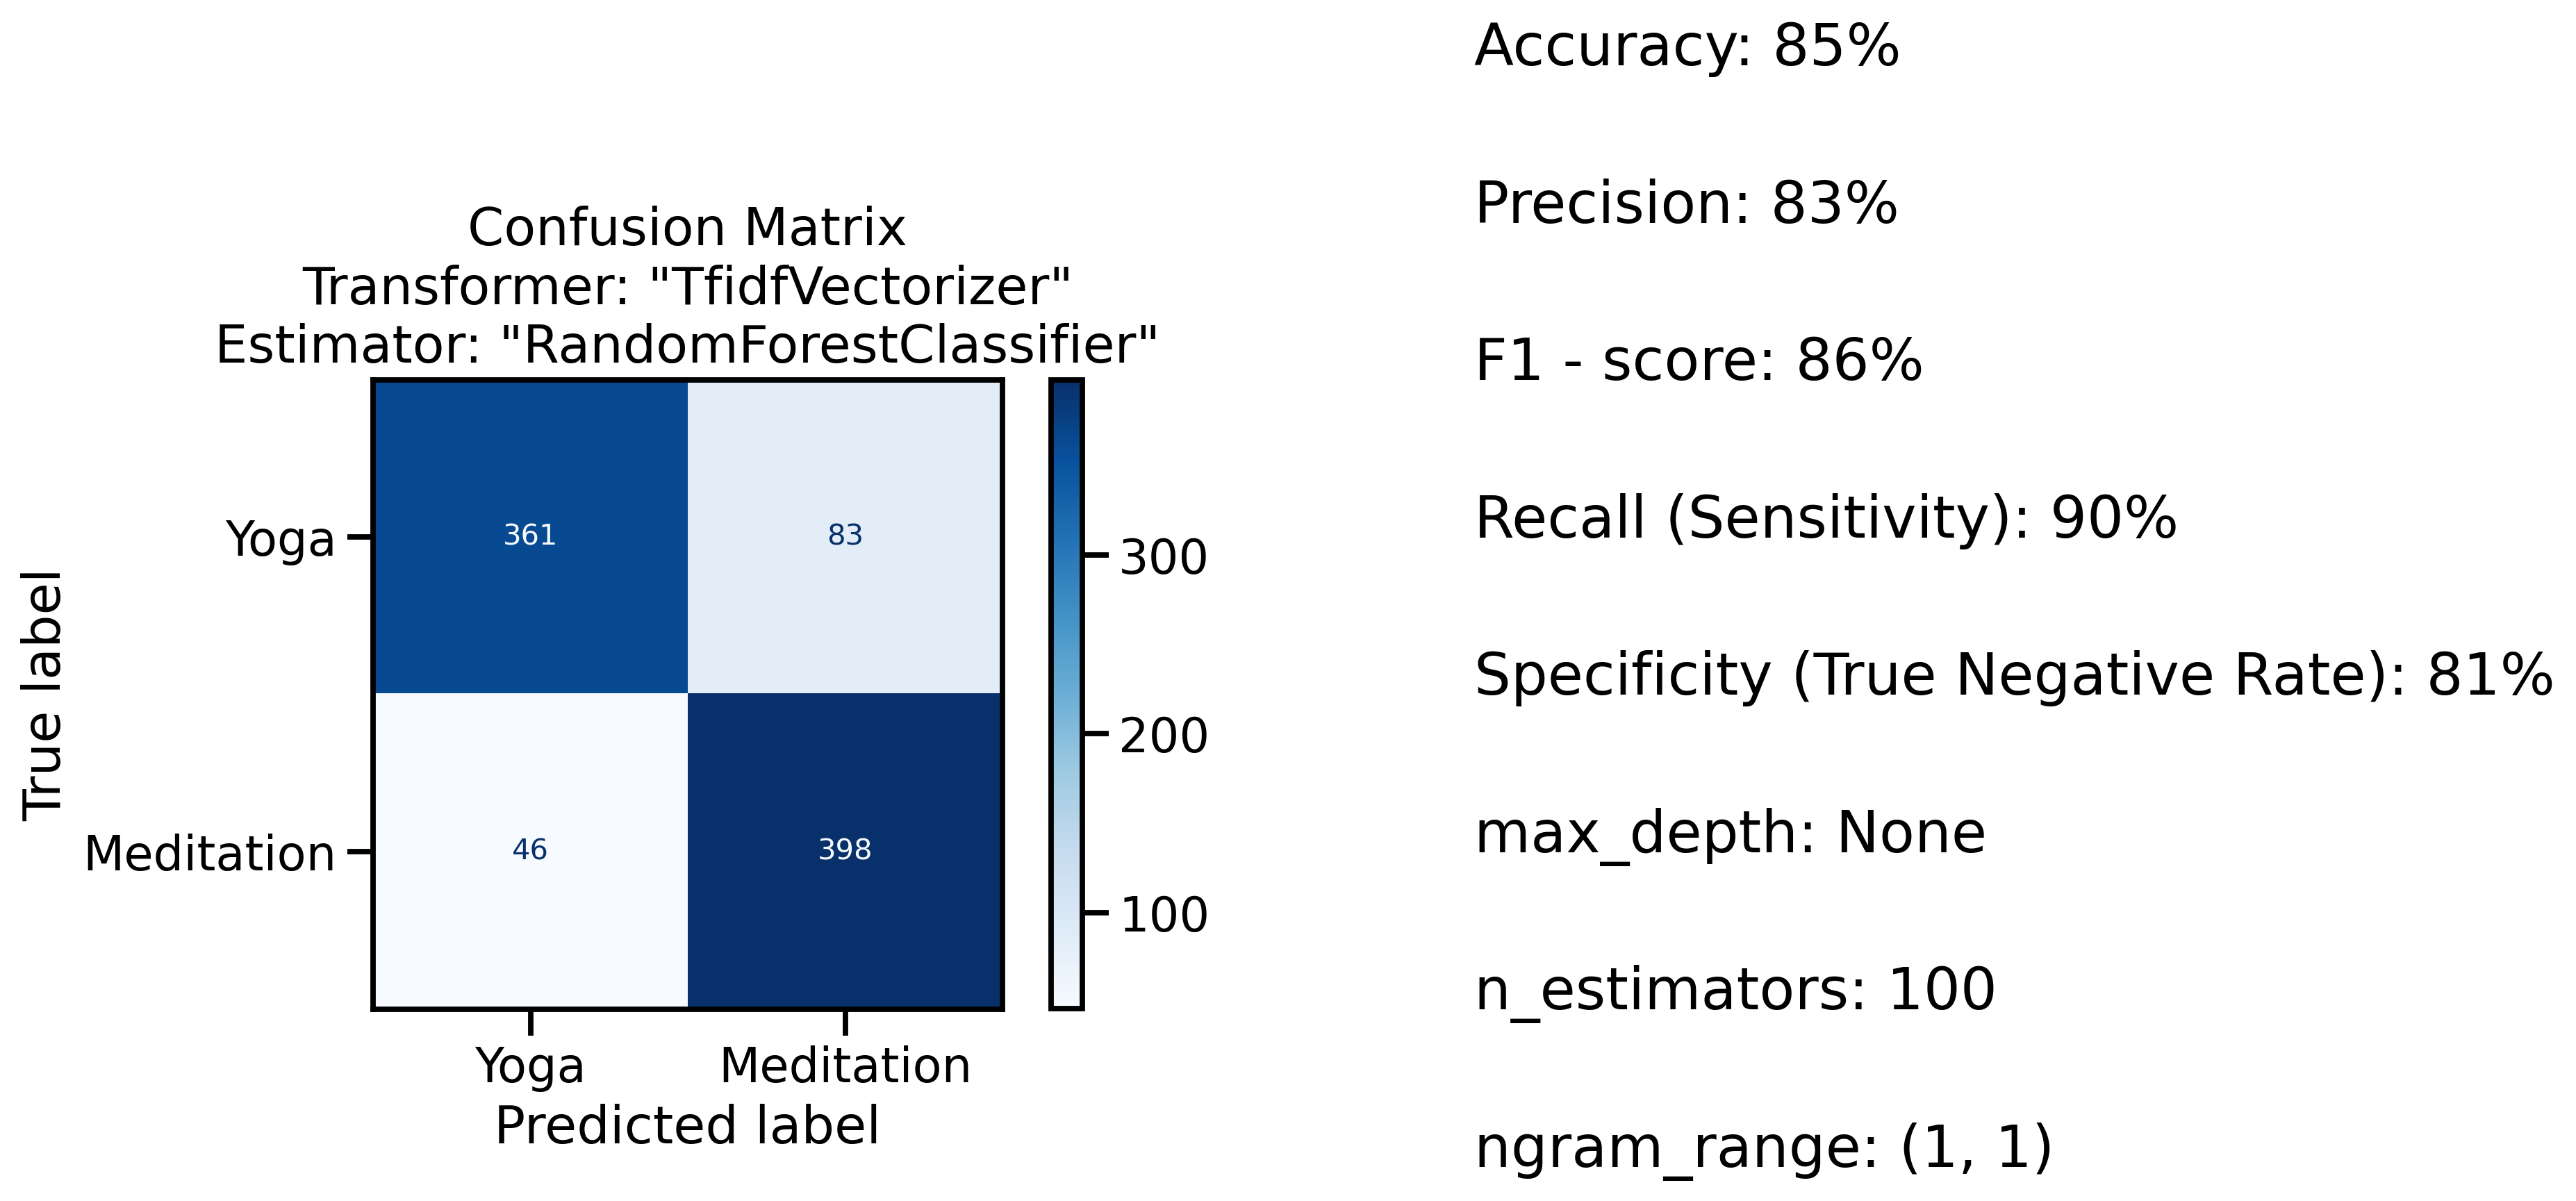 Confusion Matrix
Transformer: "TfidfVectorizer"
Estimator: "RandomForestClassifier"
True label
Yoga
361
83
Meditation
46
398
Yoga
Meditation
Predicted label
300
200
100
Accuracy: 85%
Precision: 83%
F1 - score: 86%
Recall (Sensitivity): 90%
Specificity (True Negative Rate): 81%
max_depth: None
n_estimators: 100
ngram_range: (1, 1)